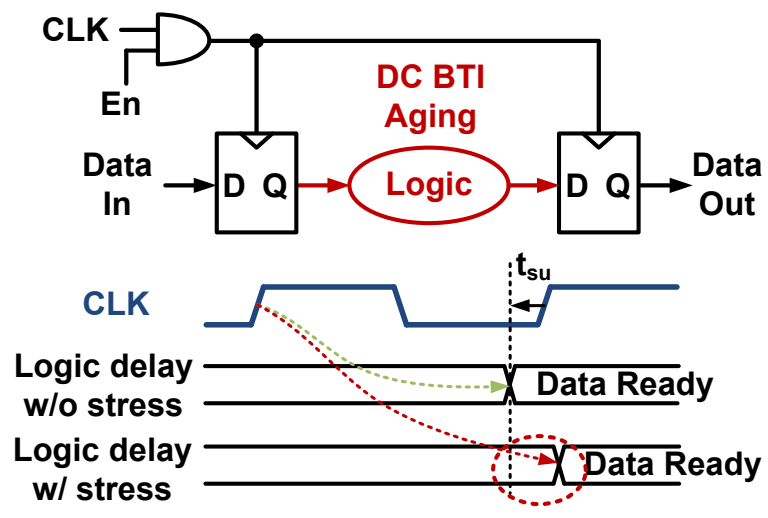 CLK
En
DC BTI
Aging
Data
In
D Q
Logic
D Q
Data
Out
t_su
CLK
Logic delay
w/o stress
Data Ready
Logic delay
w/ stress
Data Ready